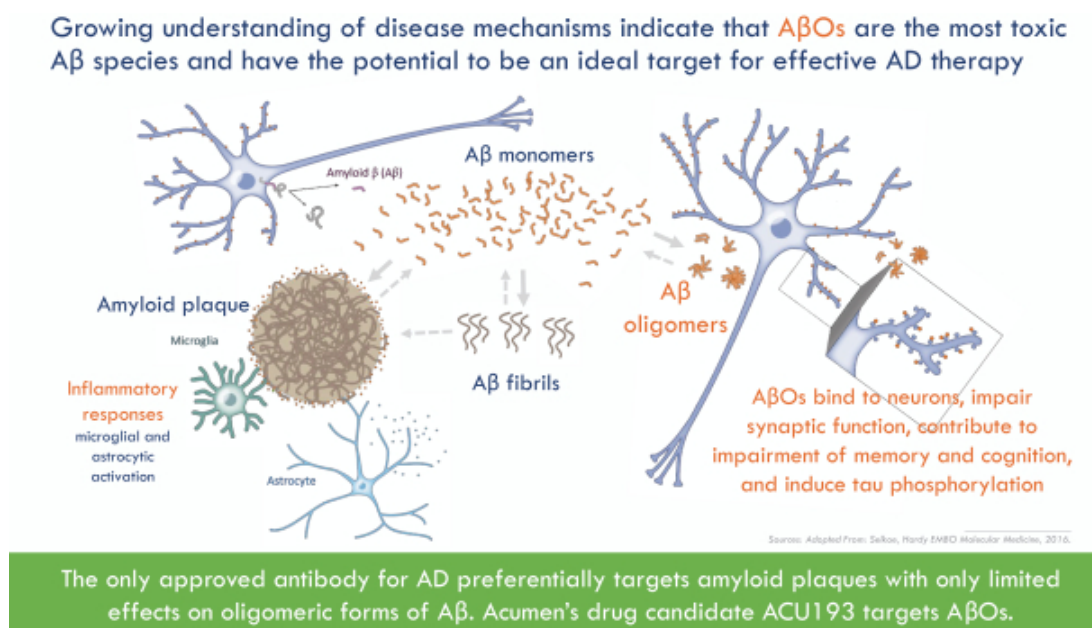 Growing understanding of disease mechanisms indicate that AβOs are the most toxic
Aβ species and have the potential to be an ideal target for effective AD therapy
Aβ monomers
Amyloid β (Aβ)
Amyloid plaque
Microglia
Inflammatory
responses
microglial and
astrocytic
activation
Astrocyte
Aβ fibrils
Aβ
oligomers
AβOs bind to neurons, impair
synaptic function, contribute to
impairment of memory and cognition,
and induce tau phosphorylation
Sources: Adapted From: Selkoe, Hardy EMBO Molecular Medicine, 2016.
The only approved antibody for AD preferentially targets amyloid plaques with only limited
effects on oligomeric forms of Aβ. Acumen's drug candidate ACU193 targets AβOs.